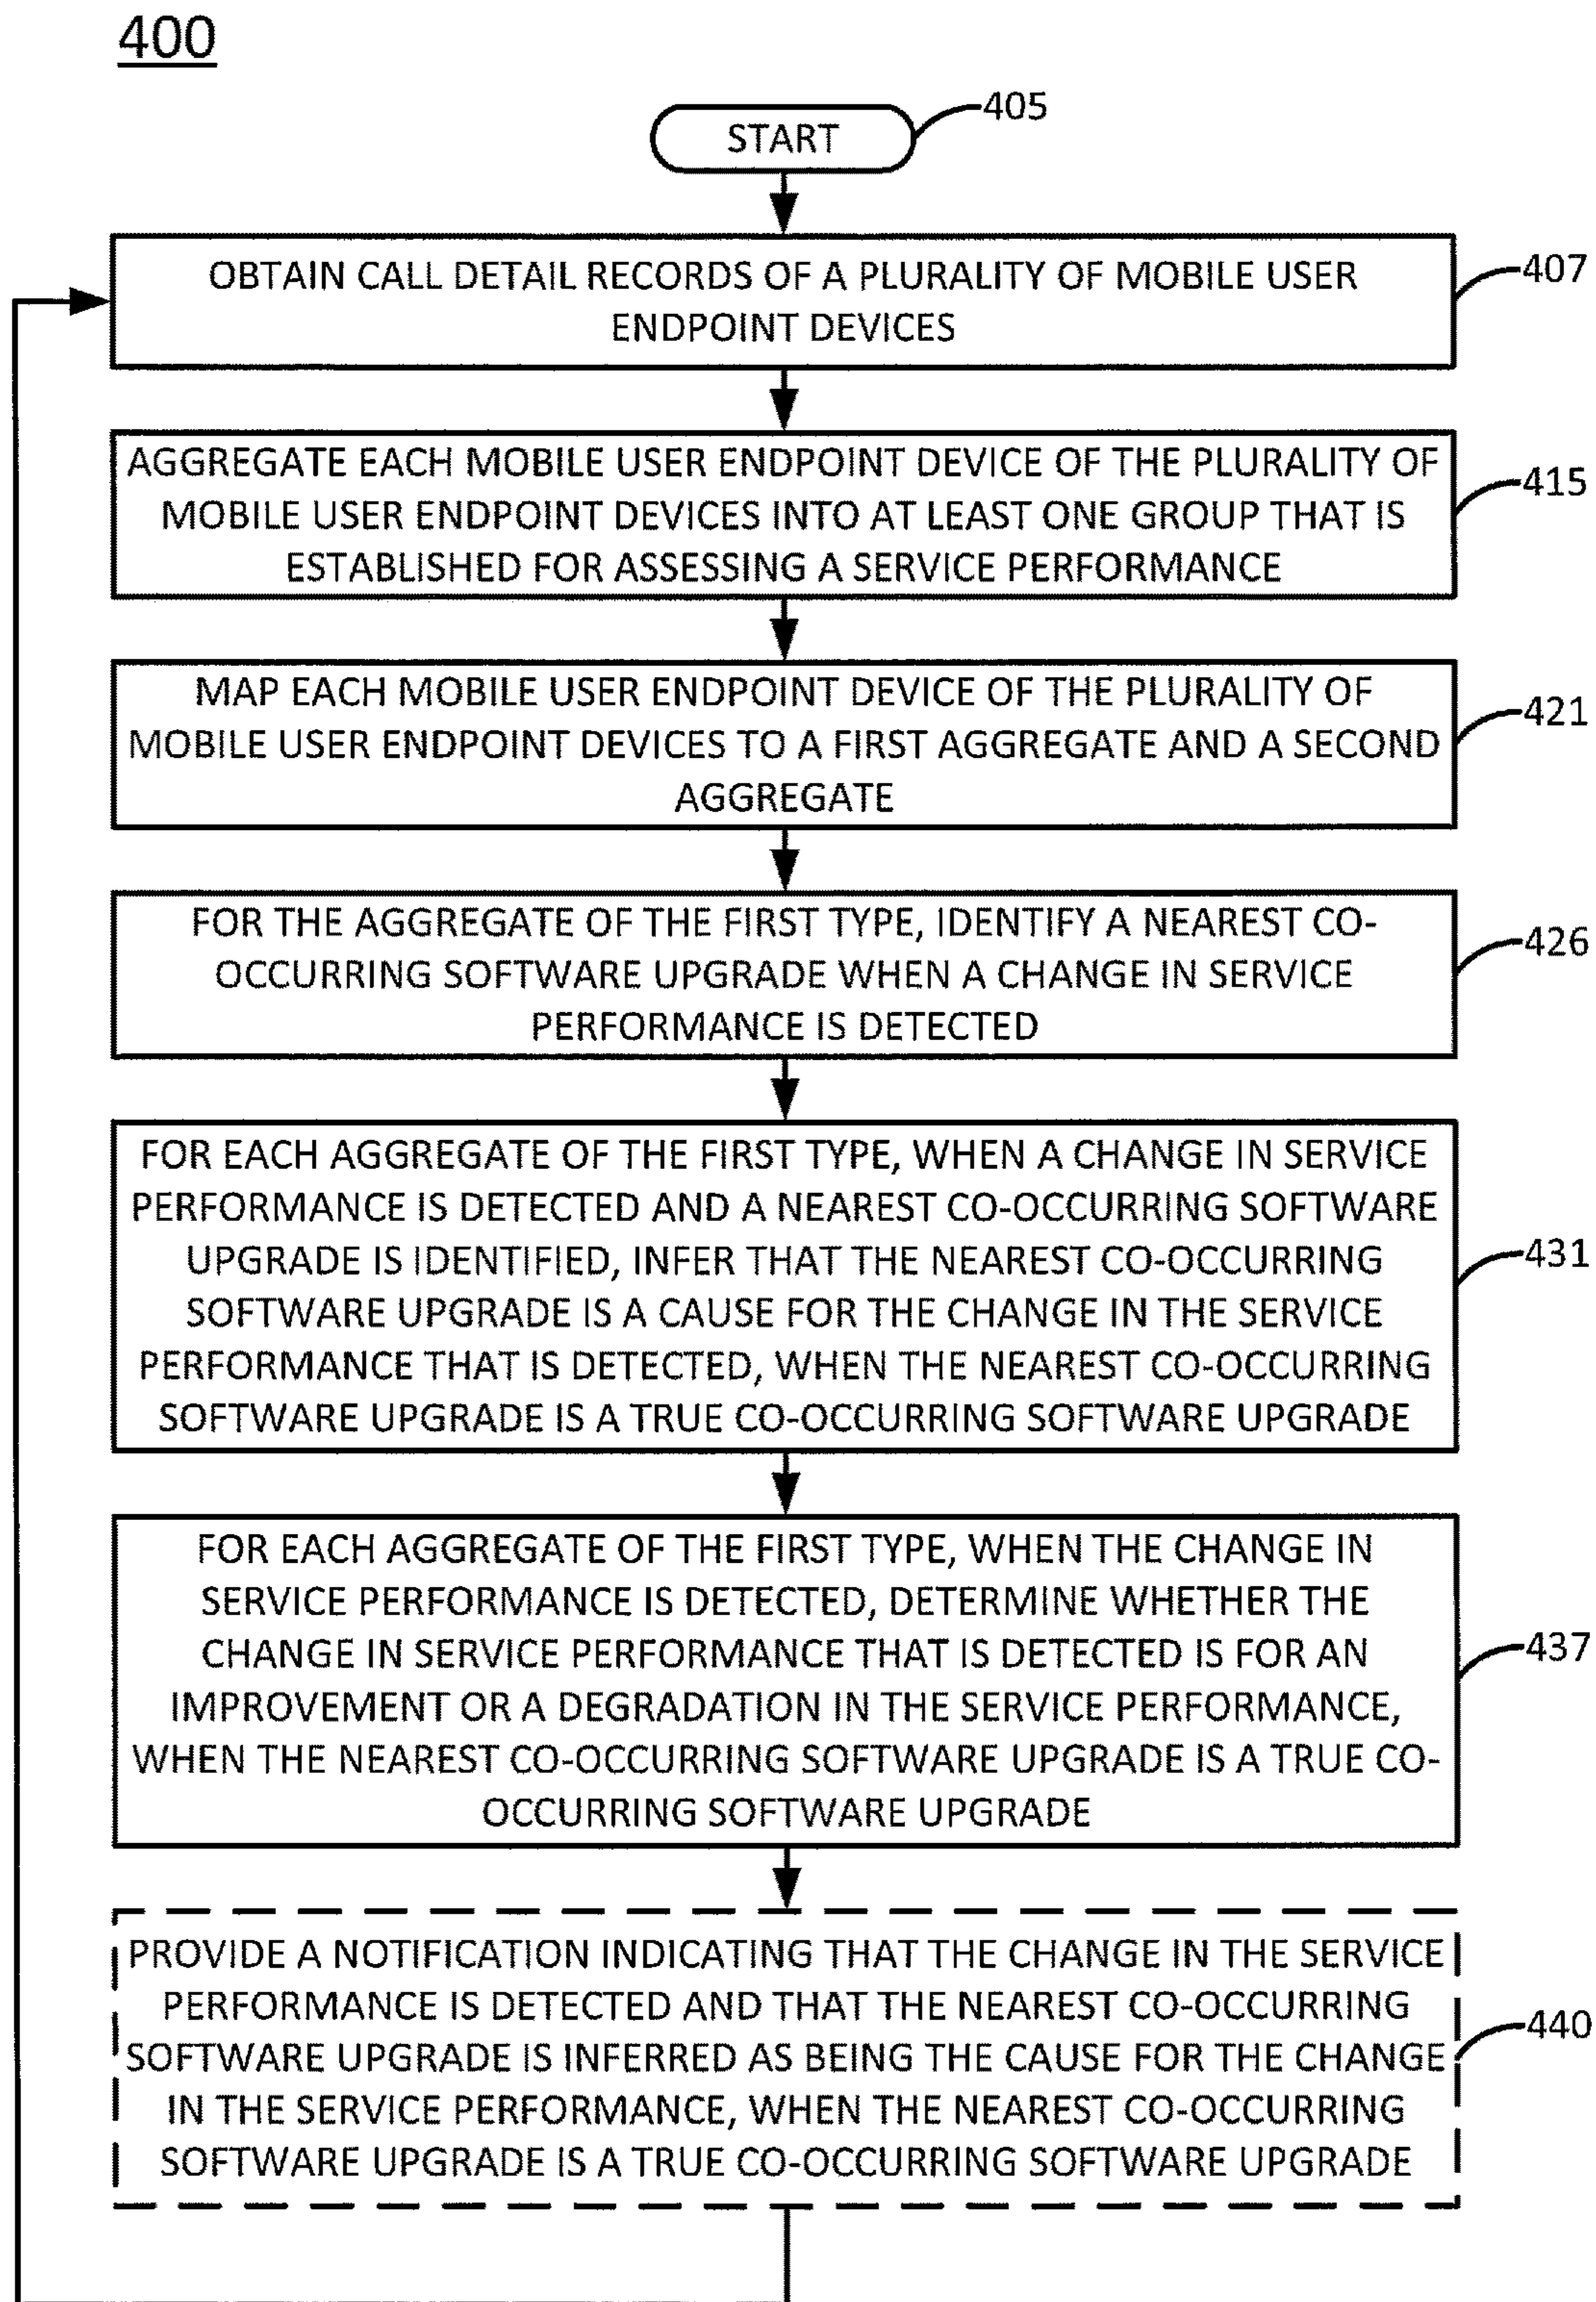 400
START
405
OBTAIN CALL DETAIL RECORDS OF A PLURALITY OF MOBILE USER
ENDPOINT DEVICES
407
AGGREGATE EACH MOBILE USER ENDPOINT DEVICE OF THE PLURALITY OF
MOBILE USER ENDPOINT DEVICES INTO AT LEAST ONE GROUP THAT IS
ESTABLISHED FOR ASSESSING A SERVICE PERFORMANCE
415
MAP EACH MOBILE USER ENDPOINT DEVICE OF THE PLURALITY OF
MOBILE USER ENDPOINT DEVICES TO A FIRST AGGREGATE AND A SECOND
AGGREGATE
421
FOR THE AGGREGATE OF THE FIRST TYPE, IDENTIFY A NEAREST CO-
OCCURRING SOFTWARE UPGRADE WHEN A CHANGE IN SERVICE
PERFORMANCE IS DETECTED
426
FOR EACH AGGREGATE OF THE FIRST TYPE, WHEN A CHANGE IN SERVICE
PERFORMANCE IS DETECTED AND A NEAREST CO-OCCURRING SOFTWARE
UPGRADE IS IDENTIFIED, INFER THAT THE NEAREST CO-OCCURRING
SOFTWARE UPGRADE IS A CAUSE FOR THE CHANGE IN THE SERVICE
PERFORMANCE THAT IS DETECTED, WHEN THE NEAREST CO-OCCURRING
SOFTWARE UPGRADE IS A TRUE CO-OCCURRING SOFTWARE UPGRADE
431
FOR EACH AGGREGATE OF THE FIRST TYPE, WHEN THE CHANGE IN
SERVICE PERFORMANCE IS DETECTED, DETERMINE WHETHER THE
CHANGE IN SERVICE PERFORMANCE THAT IS DETECTED IS FOR AN
IMPROVEMENT OR A DEGRADATION IN THE SERVICE PERFORMANCE,
WHEN THE NEAREST CO-OCCURRING SOFTWARE UPGRADE IS A TRUE CO-
OCCURRING SOFTWARE UPGRADE
437
PROVIDE A NOTIFICATION INDICATING THAT THE CHANGE IN THE SERVICE
PERFORMANCE IS DETECTED AND THAT THE NEAREST CO-OCCURRING
SOFTWARE UPGRADE IS INFERRED AS BEING THE CAUSE FOR THE CHANGE
IN THE SERVICE PERFORMANCE, WHEN THE NEAREST CO-OCCURRING
SOFTWARE UPGRADE IS A TRUE CO-OCCURRING SOFTWARE UPGRADE
440